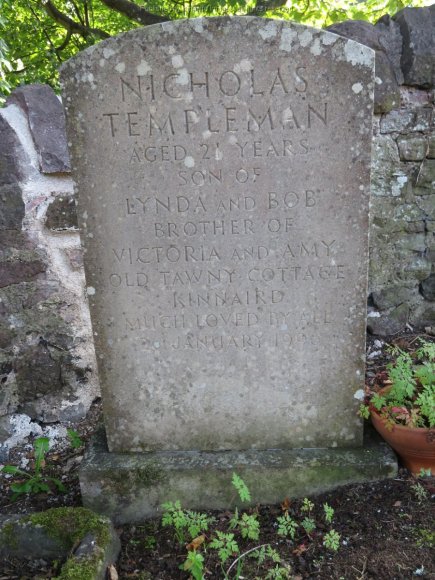 NICHOLAS
TEMPLEMAN
AGED 21 YEARS
SON OF
LYNDA AND BOB
BROTHER OF
VICTORIA AND AMY
OLD TAWNY COTTAGE
KINNAIRD
MUCH LOVED BY ALL
JANUARY